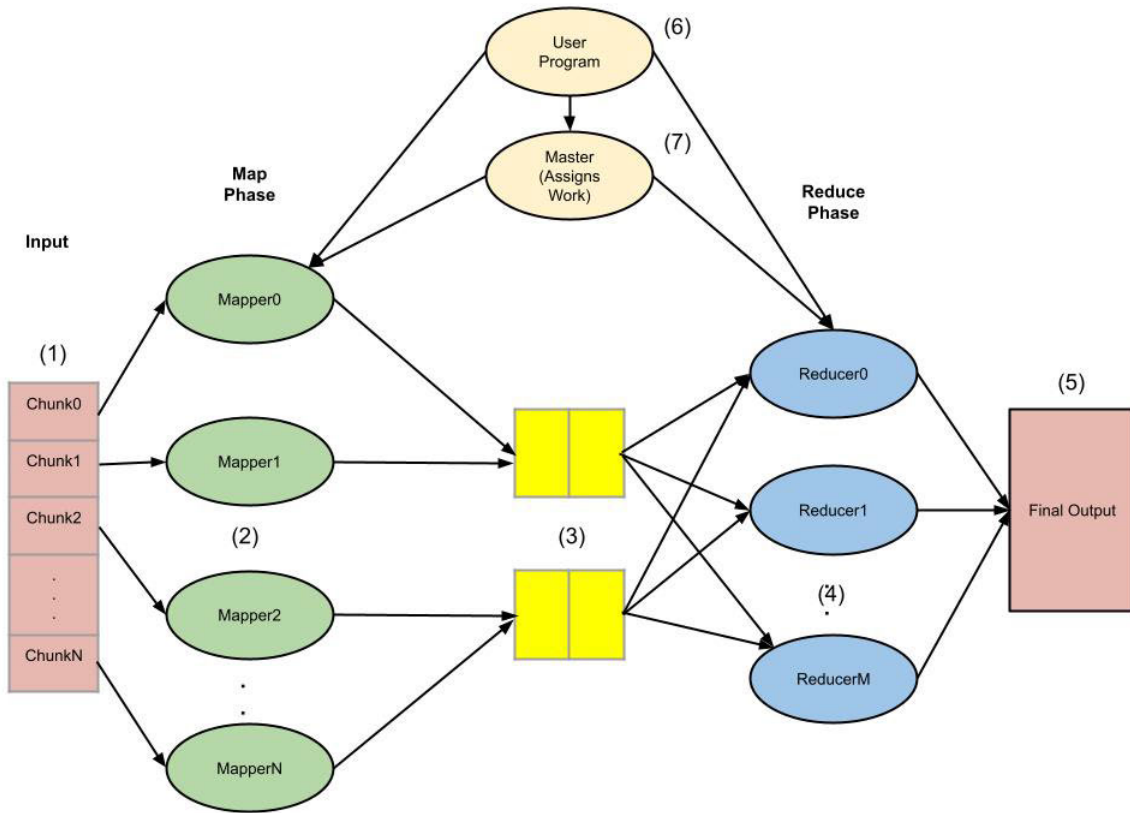 (6)
User
Program
(7)
Master
(Assigns
Work)
Map
Phase
Reduce
Phase
Input
Mapper0
(1)
Chunk0
Chunk1
Chunk2
.
.
.
ChunkN
Mapper1
(2)
Mapper2
.
.
MapperN
(3)
Reducer0
Reducer1
.
(4)
.
ReducerM
(5)
Final Output